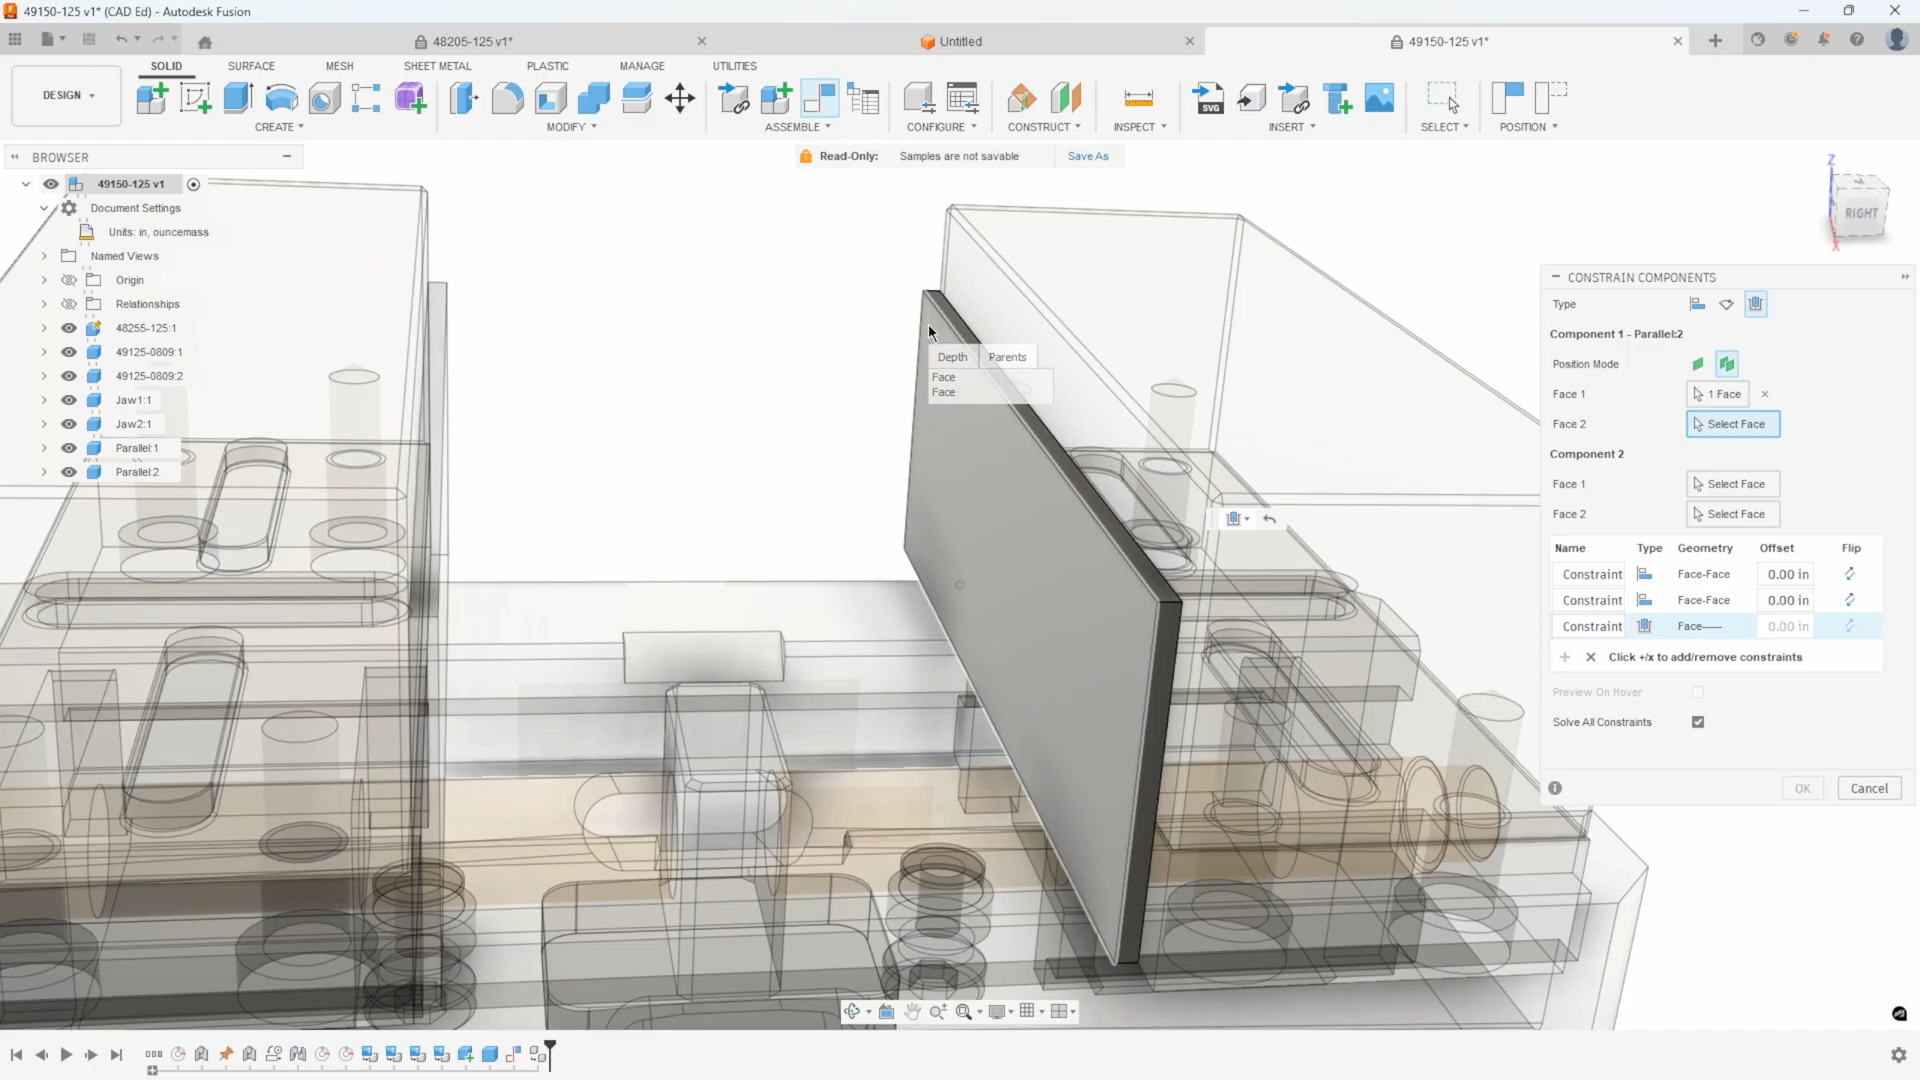 49150-125 v1* (CAD Ed) - Autodesk Fusion
48205-125 v1*
Untitled
49150-125 v1*
DESIGN
SOLID
SURFACE
MESH
SHEET METAL
PLASTIC
MANAGE
UTILITIES
SVG
CREATE
MODIFY
ASSEMBLE
CONFIGURE
CONSTRUCT
INSPECT
INSERT
SELECT
POSITION
BROWSER
Read-Only: Samples are not savable Save As
49150-125 v1
Document Settings
Units: in, ouncemass
Named Views
Origin
Relationships
48255-125:1
49125-0809:1
49125-0809:2
Jaw1:1
Jaw2:1
Parallel:1
Parallel:2
Depth Parents
Face
Face
Z
RIGHT
X
CONSTRAIN COMPONENTS
Type
Component 1 - Parallel:2
Position Mode
Face 1 1 Face
Face 2 Select Face
Component 2
Face 1 Select Face
Face 2 Select Face
Name Type Geometry Offset Flip
Constraint Face-Face 0.00 in
Constraint Face-Face 0.00 in
Constraint Face----- 0.00 in
Click +/x to add/remove constraints
Preview On Hover
Solve All Constraints
OK Cancel